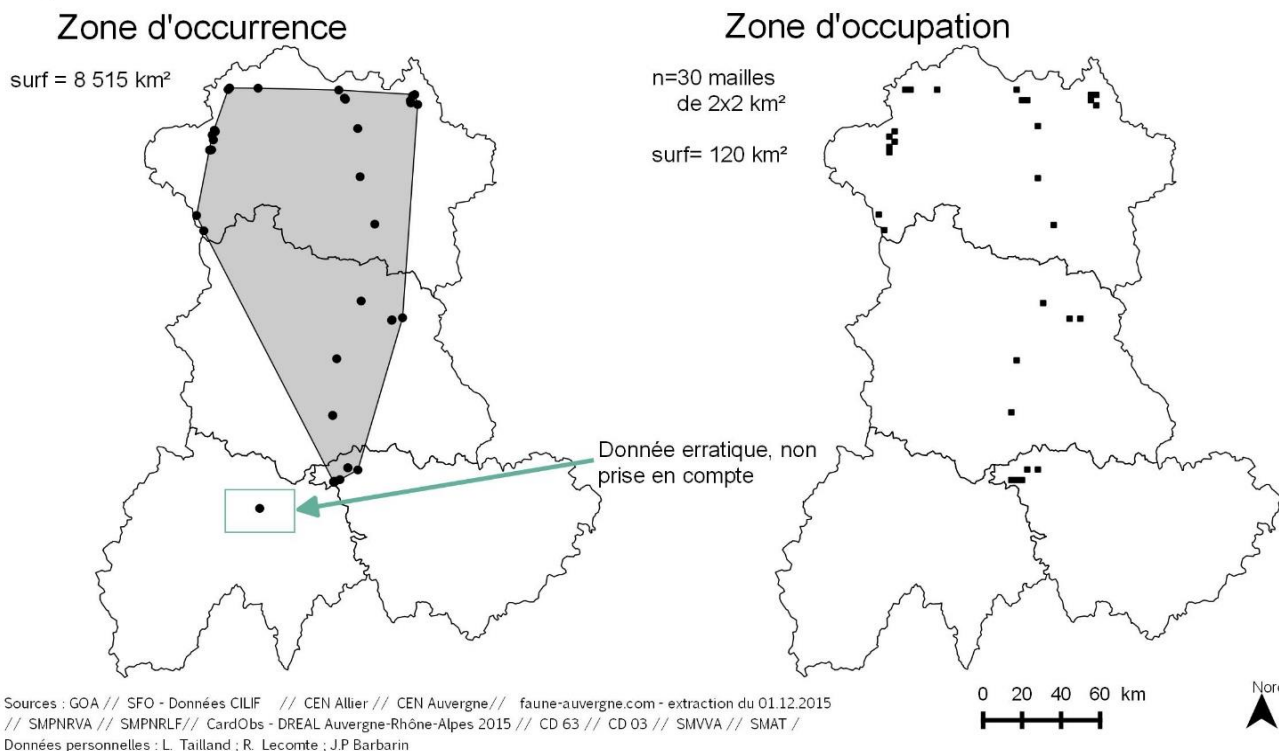 Zone d'occurrence
surf = 8 515 km²
Zone d'occupation
n=30 mailles
de 2x2 km²
surf= 120 km²
Donnée erratique, non
prise en compte
Sources : GOA // SFO - Données CILIF // CEN Allier // CEN Auvergne// faune-auvergne.com - extraction du 01.12.2015
// SMPNRVA // SMPNRLF// CardObs - DREAL Auvergne-Rhône-Alpes 2015 // CD 63 // CD 03 // SMVVA // SMAT /
Données personnelles : L. Tailland ; R. Lecomte ; J.P Barbarin
0 20 40 60 km
Nord